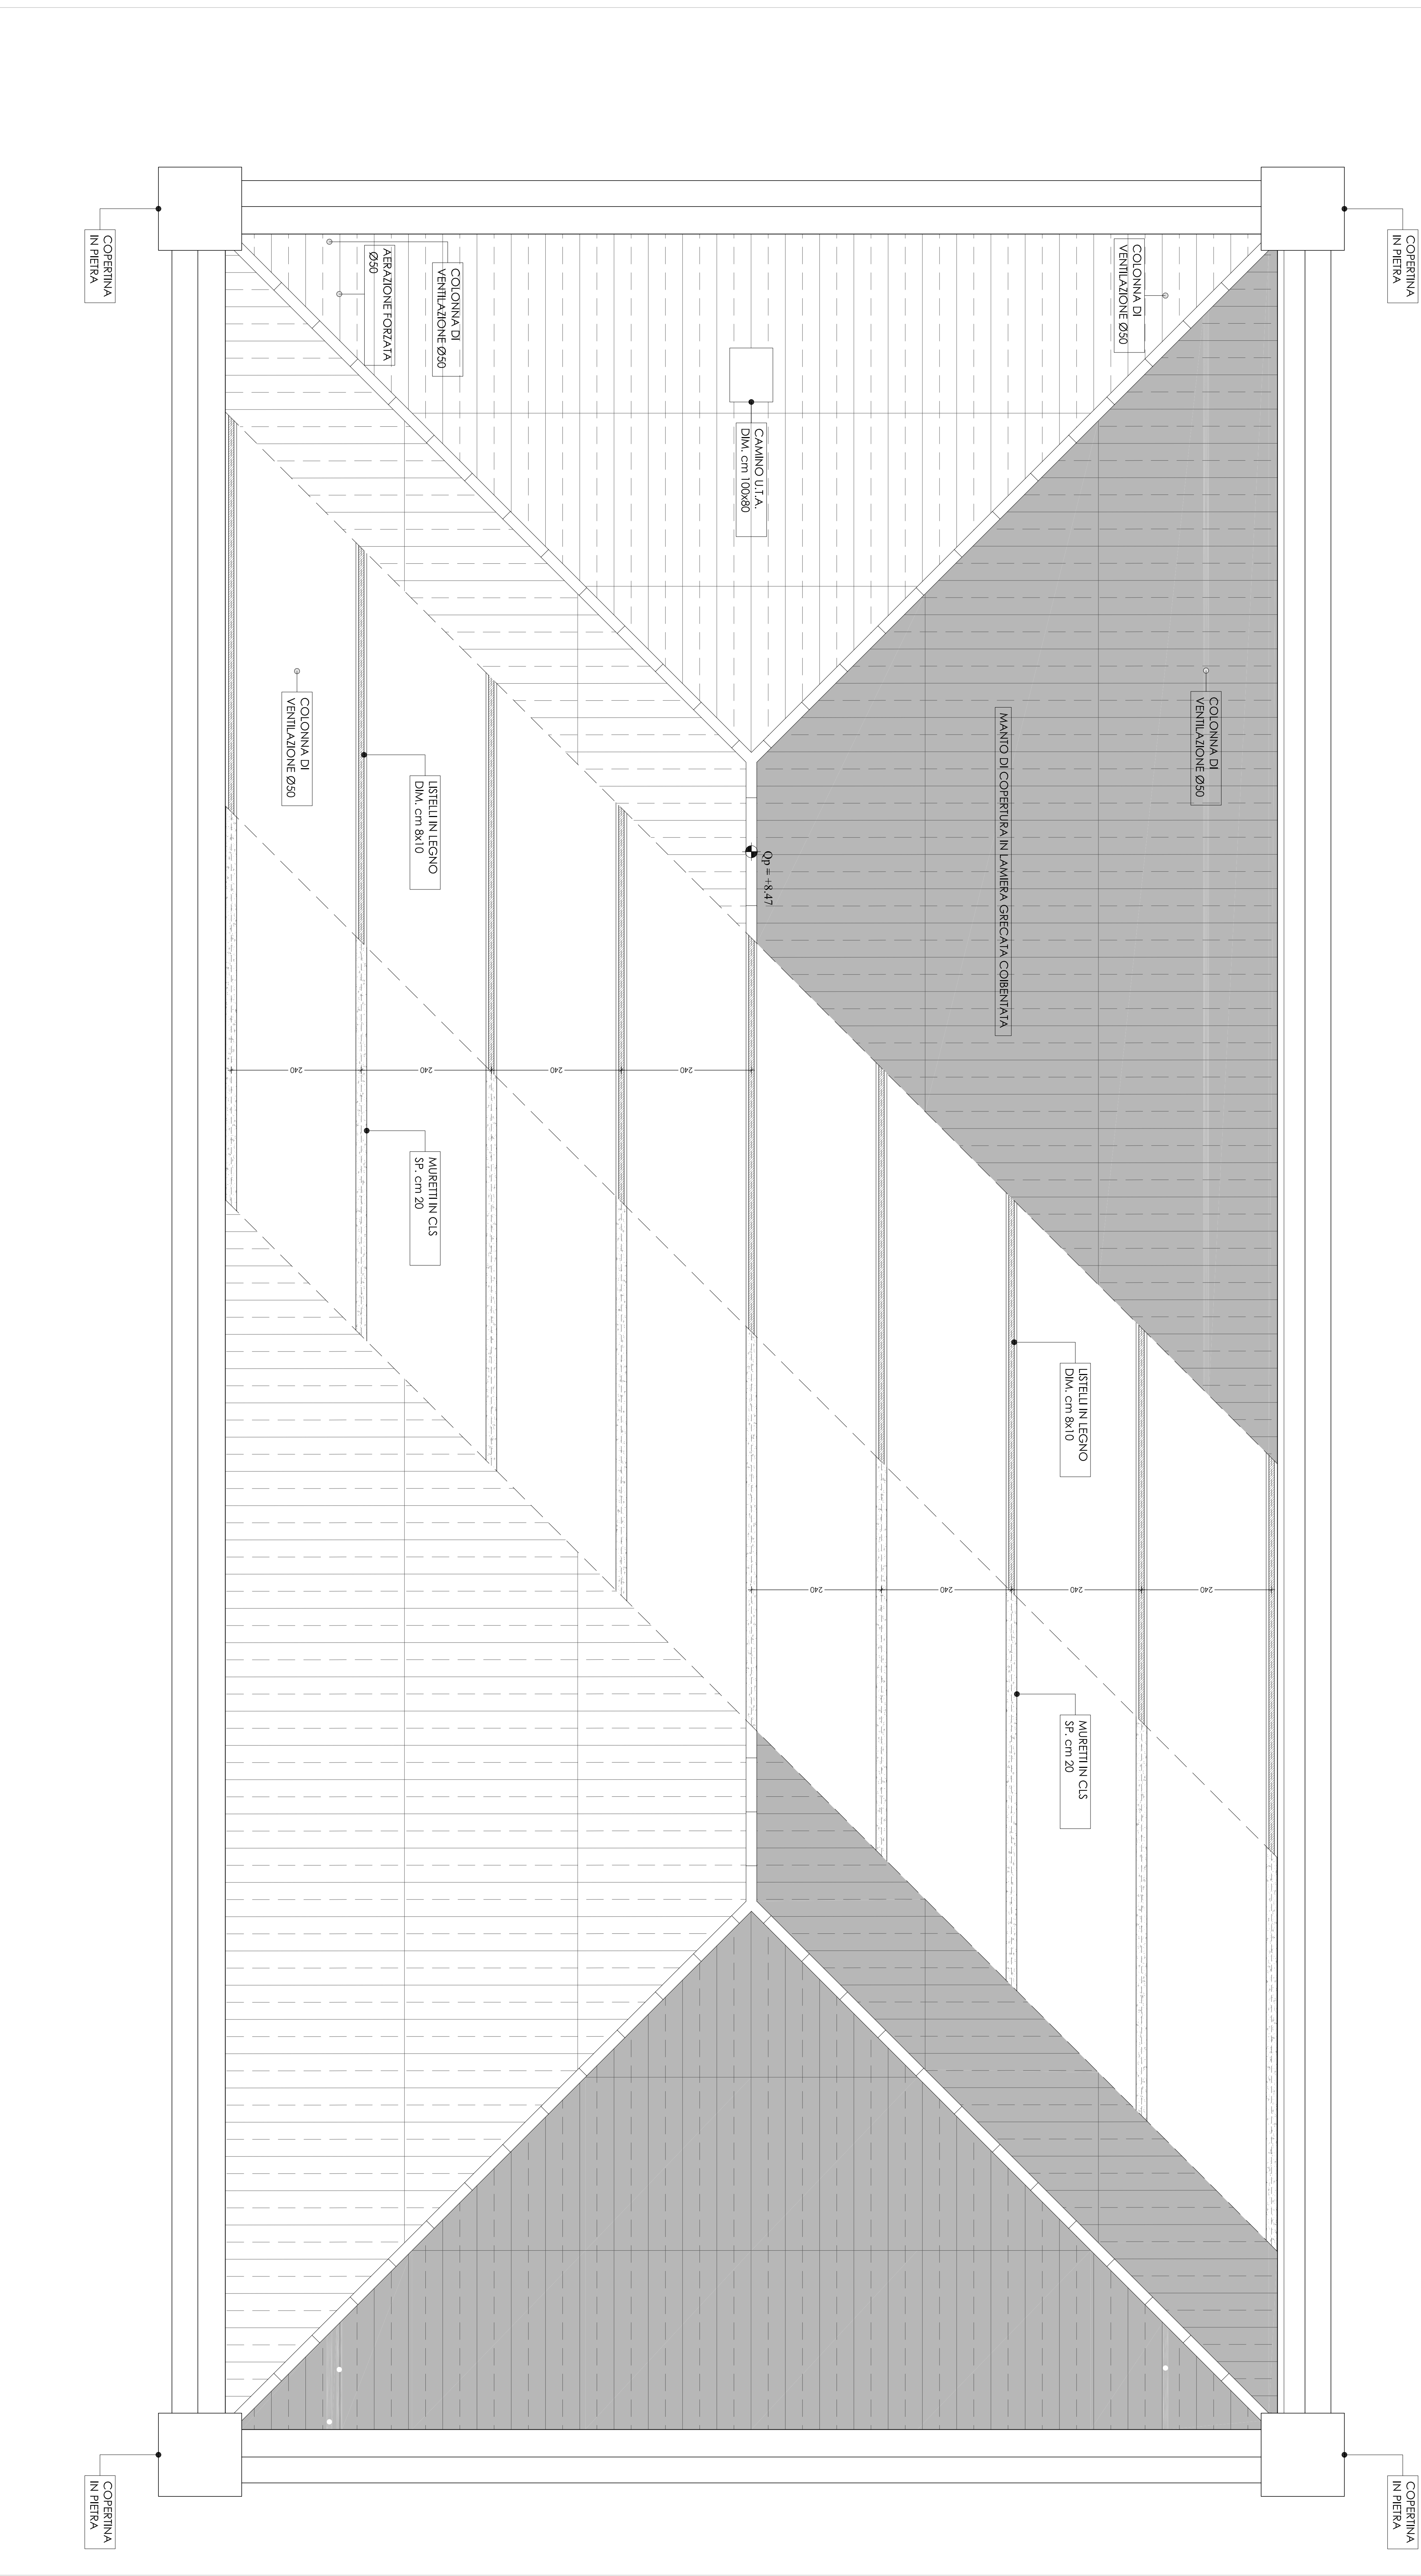 COPERTINA
IN PIETRA
COPERTINA
IN PIETRA
AERAZIONE FORZATA
Ø50
COLONNA DI
VENTILAZIONE Ø50
COLONNA DI
VENTILAZIONE Ø50
CAMINO U.T.A.
DIM. cm 100x80
COLONNA DI
VENTILAZIONE Ø50
LISTELLI IN LEGNO
DIM. cm 8x10
Qp = +8.47
MANTO DI COPERTURA IN LAMIERA GRECATA COIBENTATA
COLONNA DI
VENTILAZIONE Ø50
240
240
240
240
MURETTI IN CLS
SP. cm 20
LISTELLI IN LEGNO
DIM. cm 8x10
240
240
240
240
MURETTI IN CLS
SP. cm 20
COPERTINA
IN PIETRA
COPERTINA
IN PIETRA